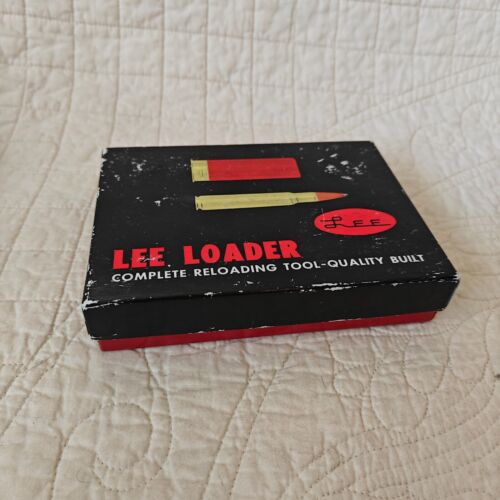 LEE
LEE LOADER
COMPLETE RELOADING TOOL-QUALITY BUILT